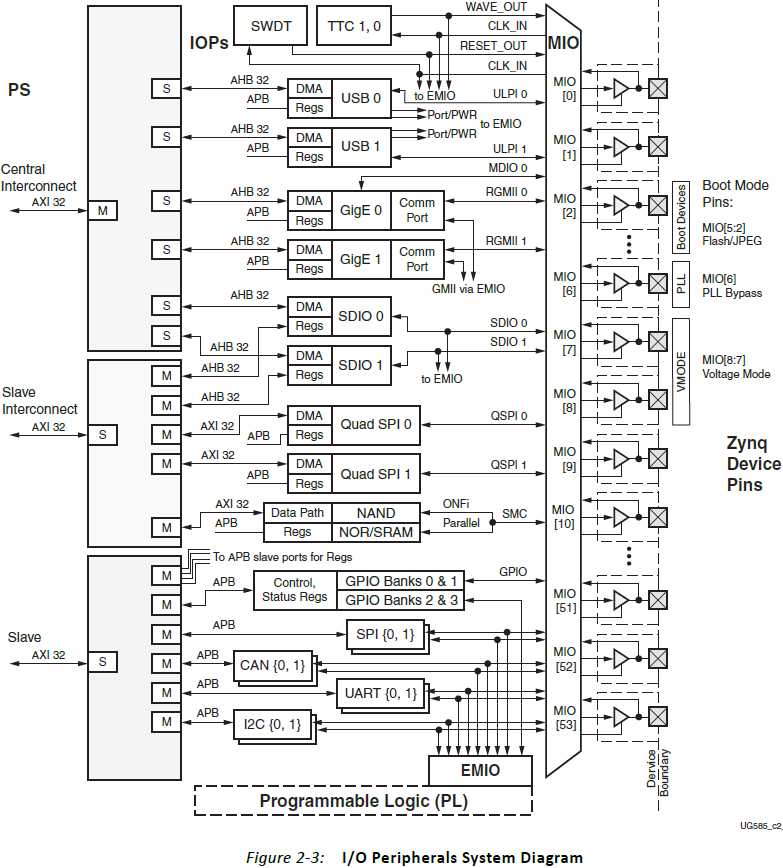 WAVE_OUT
SWDT
TTC 1, 0
CLK_IN
IOPs
MIO
RESET_OUT
CLK_IN
PS
S
AHB 32
DMA
USB 0
to EMIO
ULPI 0
MIO
[0]
APB
Regs
Port/PWR
Port/PWR
to EMIO
S
AHB 32
DMA
USB 1
APB
Regs
ULPI 1
MIO
[1]
MDIO 0
Central
Interconnect
AXI 32
M
S
AHB 32
DMA
GigE 0
Comm
Port
RGMII 0
APB
Regs
MIO
[2]
Boot Devices
Boot Mode
Pins:
MIO[5:2]
Flash/JPEG
S
AHB 32
DMA
GigE 1
Comm
Port
RGMII 1
APB
Regs
GMII via EMIO
MIO
[6]
PLL
MIO[6]
PLL Bypass
S
AHB 32
DMA
SDIO 0
Regs
SDIO 0
S
AHB 32
DMA
SDIO 1
Regs
SDIO 1
to EMIO
MIO
[7]
VMODE
MIO[8:7]
Voltage Mode
M
AHB 32
Slave
Interconnect
AXI 32
S
M
AHB 32
MIO
[8]
M
AXI 32
DMA
Quad SPI 0
QSPI 0
APB
Regs
M
AXI 32
DMA
Quad SPI 1
QSPI 1
APB
Regs
MIO
[9]
Zynq
Device
Pins
M
AXI 32
Data Path
NAND
ONFi
APB
Regs
NOR/SRAM
Parallel
SMC
MIO
[10]
To APB slave ports for Regs
M
M
APB
Control,
Status Regs
GPIO Banks 0 & 1
GPIO Banks 2 & 3
GPIO
MIO
[51]
Slave
AXI 32
S
M
APB
SPI {0, 1}
M
APB
CAN {0, 1}
MIO
[52]
M
APB
UART {0, 1}
M
APB
I2C {0, 1}
MIO
[53]
EMIO
Programmable Logic (PL)
Dervice
Boundary
UG585_c2_
Figure 2-3: I/O Peripherals System Diagram